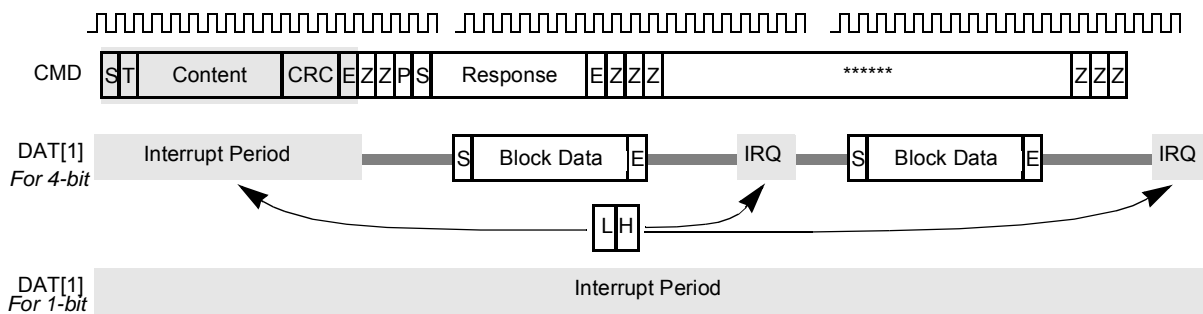 CMD S T Content CRC E Z Z P S Response E Z Z Z ****** Z Z Z
DAT[1] Interrupt Period S Block Data E IRQ S Block Data E IRQ
For 4-bit
L H
DAT[1] Interrupt Period
For 1-bit